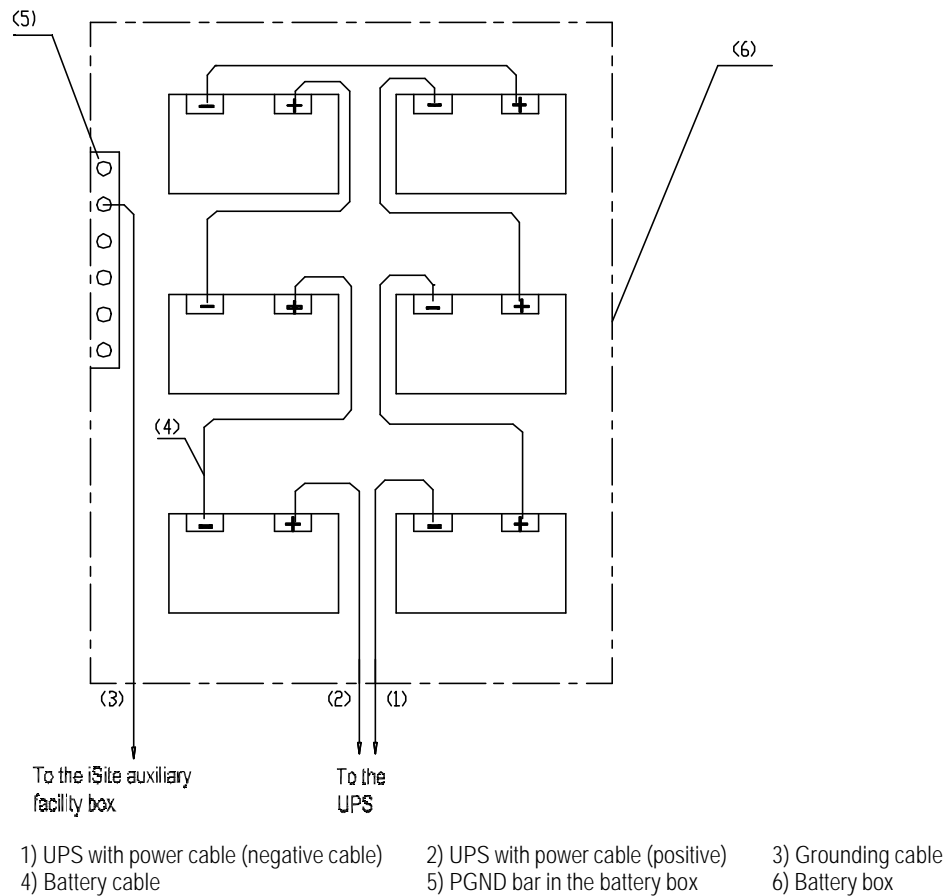 (5)
(6)
- + - +
- + - +
(4)
- + - +
(3) (2) (1)
To the iSite auxiliary
facility box
To the
UPS
1) UPS with power cable (negative cable) 2) UPS with power cable (positive) 3) Grounding cable
4) Battery cable 5) PGND bar in the battery box 6) Battery box